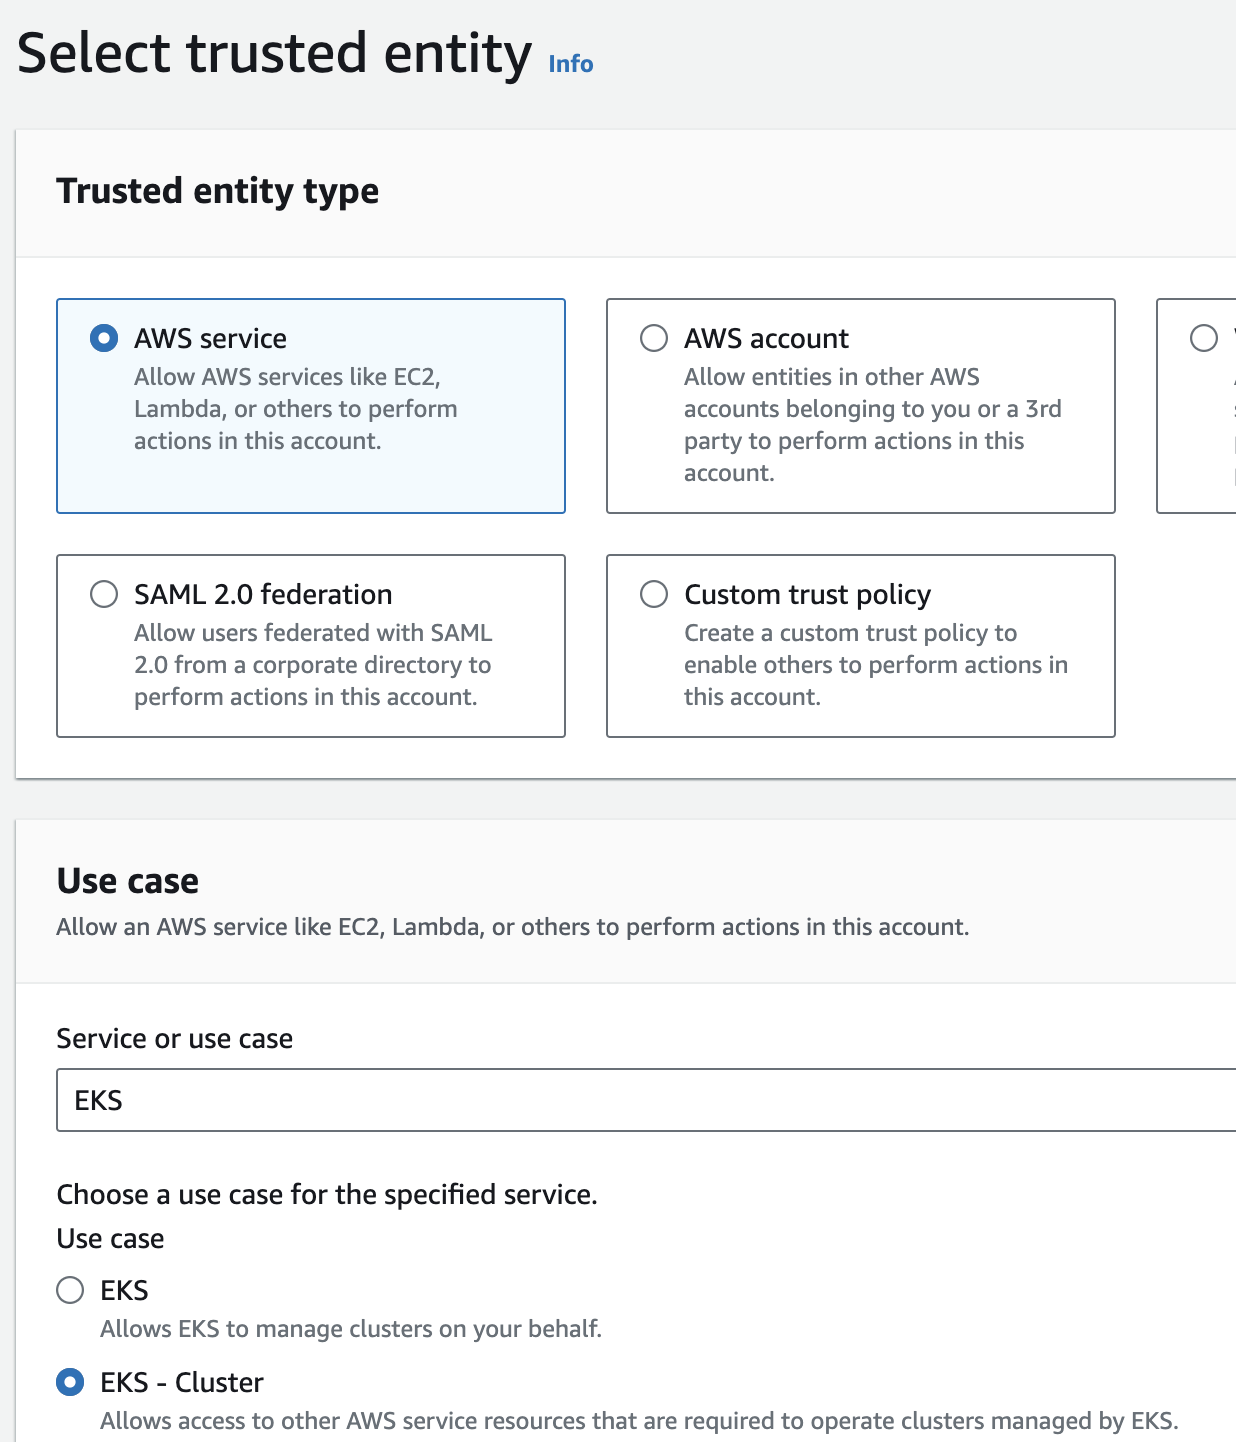 Select trusted entity Info
Trusted entity type
AWS service
Allow AWS services like EC2,
Lambda, or others to perform
actions in this account.
AWS account
Allow entities in other AWS
accounts belonging to you or a 3rd
party to perform actions in this
account.
SAML 2.0 federation
Allow users federated with SAML
2.0 from a corporate directory to
perform actions in this account.
Custom trust policy
Create a custom trust policy to
enable others to perform actions in
this account.
Use case
Allow an AWS service like EC2, Lambda, or others to perform actions in this account.
Service or use case
EKS
Choose a use case for the specified service.
Use case
EKS
Allows EKS to manage clusters on your behalf.
EKS - Cluster
Allows access to other AWS service resources that are required to operate clusters managed by EKS.